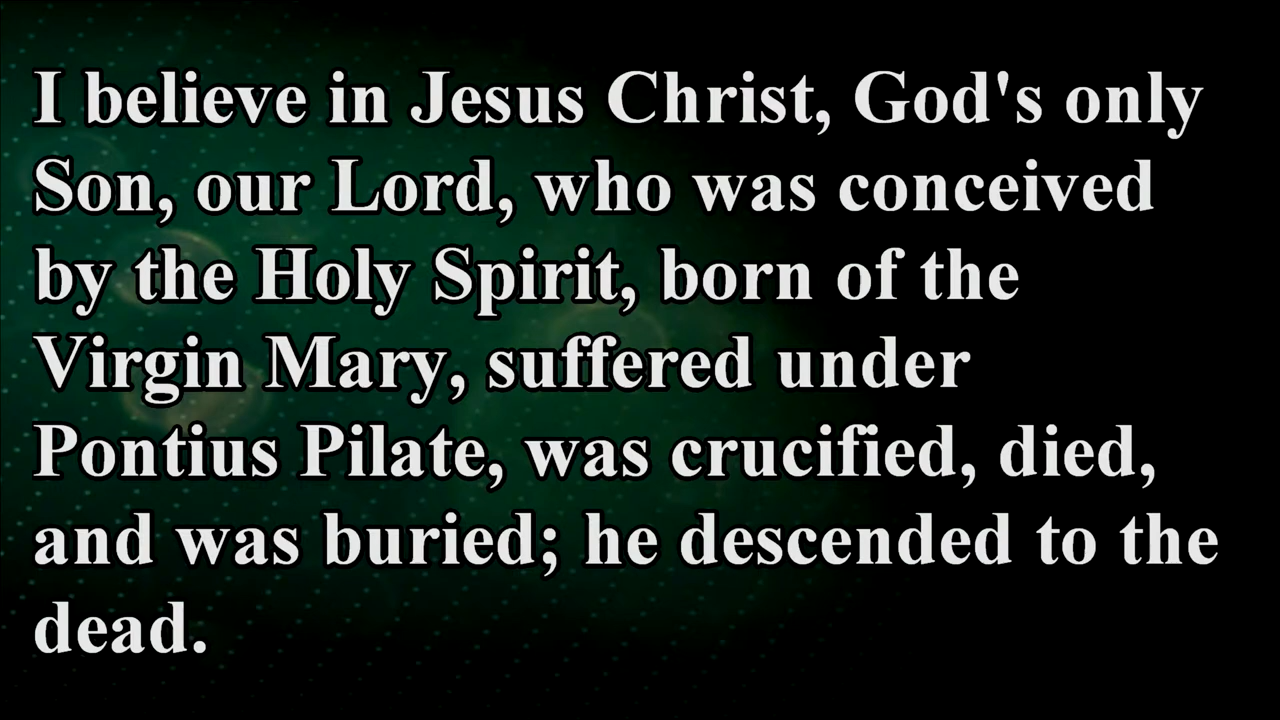 I believe in Jesus Christ, God's only
Son, our Lord, who was conceived
by the Holy Spirit, born of the
Virgin Mary, suffered under
Pontius Pilate, was crucified, died,
and was buried; he descended to the
dead.